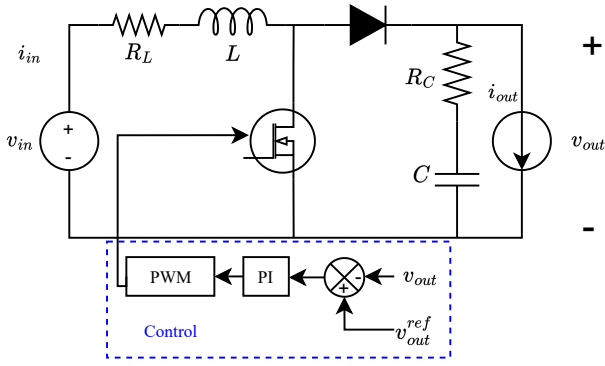 R_L
L
i_in
R_C
i_out
+
v_in
+
-
v_out
C
-
PWM
PI
-
+
v_out
v_out^ref
Control